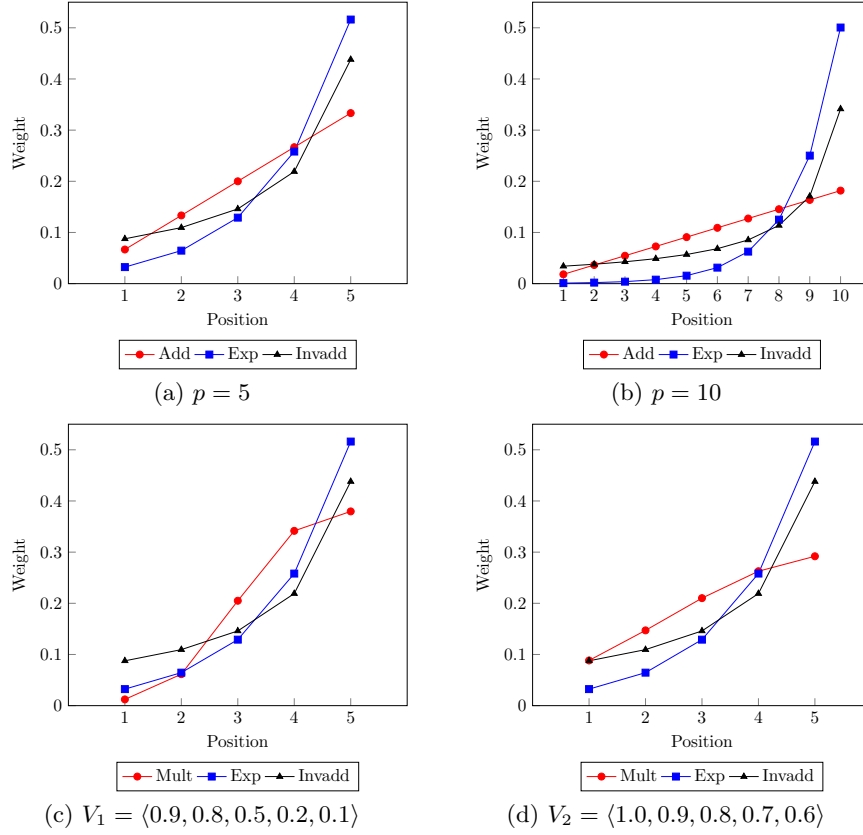 0.5
0.4
0.3
0.2
0.1
0
Weight
1 2 3 4 5
Position
Add Exp Invadd
(a) p = 5
0.5
0.4
0.3
0.2
0.1
0
Weight
1 2 3 4 5 6 7 8 9 10
Position
Add Exp Invadd
(b) p = 10
0.5
0.4
0.3
0.2
0.1
0
Weight
1 2 3 4 5
Position
Mult Exp Invadd
(c) V₁ = ⟨0.9, 0.8, 0.5, 0.2, 0.1⟩
0.5
0.4
0.3
0.2
0.1
0
Weight
1 2 3 4 5
Position
Mult Exp Invadd
(d) V₂ = ⟨1.0, 0.9, 0.8, 0.7, 0.6⟩